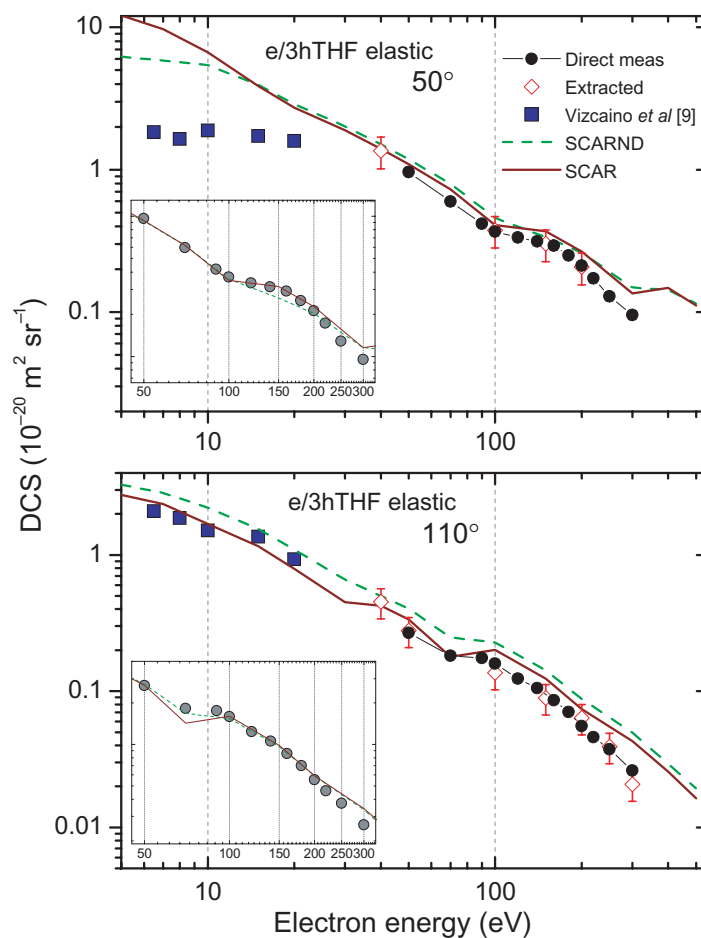 10
1
0.1
e/3hTHF elastic
50°
Direct meas
Extracted
Vizcaino et al [9]
SCARND
SCAR
50 100 150 200 250 300
10 100
DCS (10⁻²⁰ m² sr⁻¹)
1
0.1
0.01
e/3hTHF elastic
110°
50 100 150 200 250 300
10 100
Electron energy (eV)